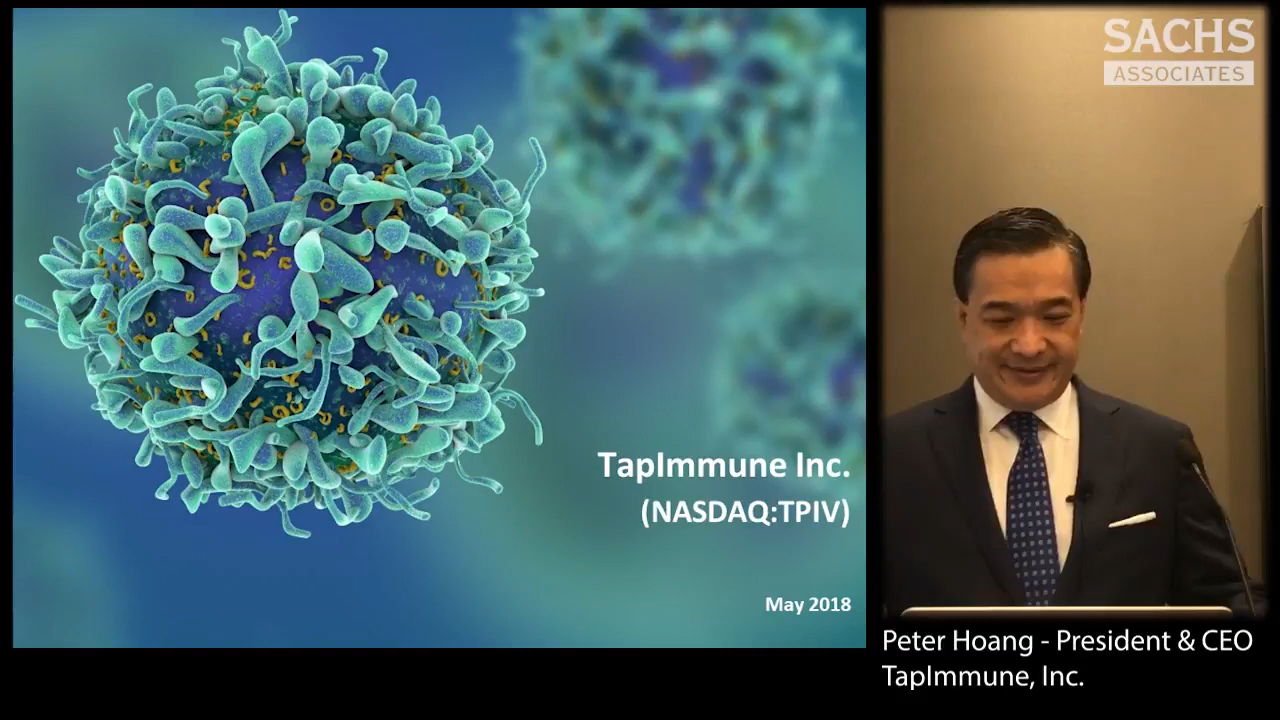 TapImmune Inc.
(NASDAQ:TPIV)
May 2018
SACHS
ASSOCIATES
Peter Hoang - President & CEO
TapImmune, Inc.